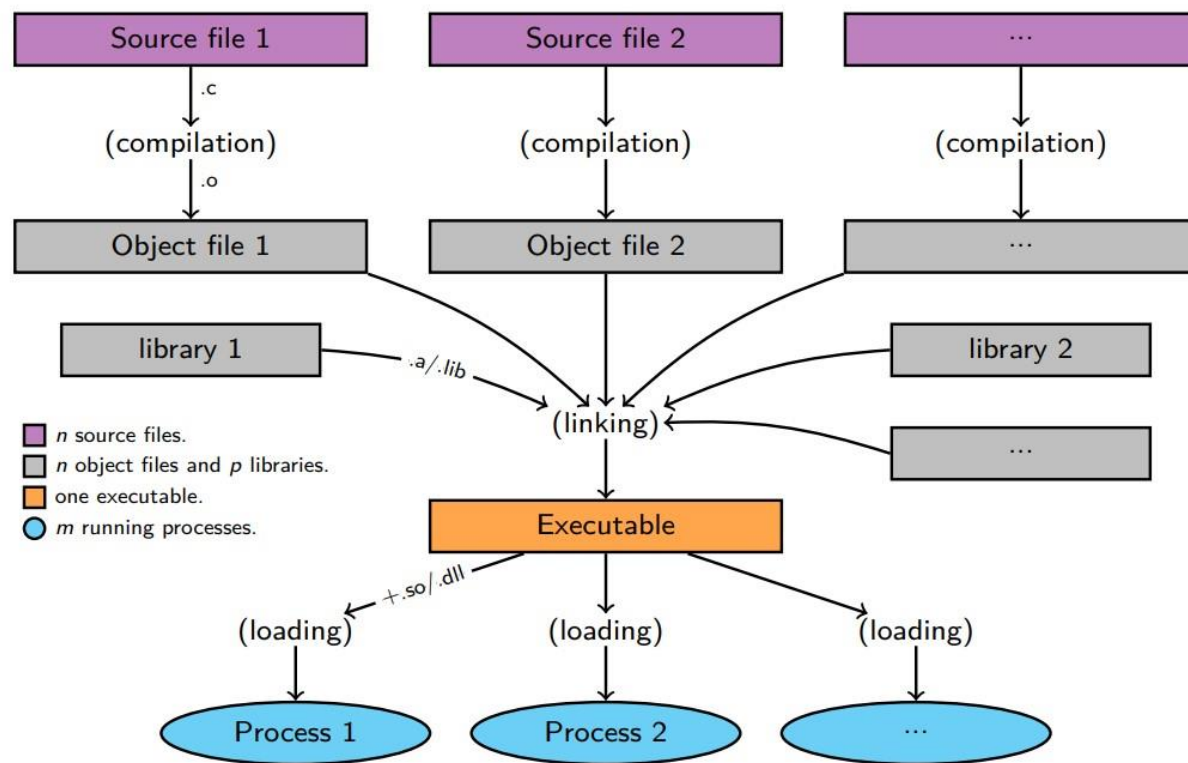 Source file 1
Source file 2
...
.c
(compilation)
(compilation)
(compilation)
.o
Object file 1
Object file 2
...
library 1
.a/.lib
library 2
(linking)
...
n source files.
n object files and p libraries.
one executable.
m running processes.
Executable
+.so/.dll
(loading)
(loading)
(loading)
Process 1
Process 2
...